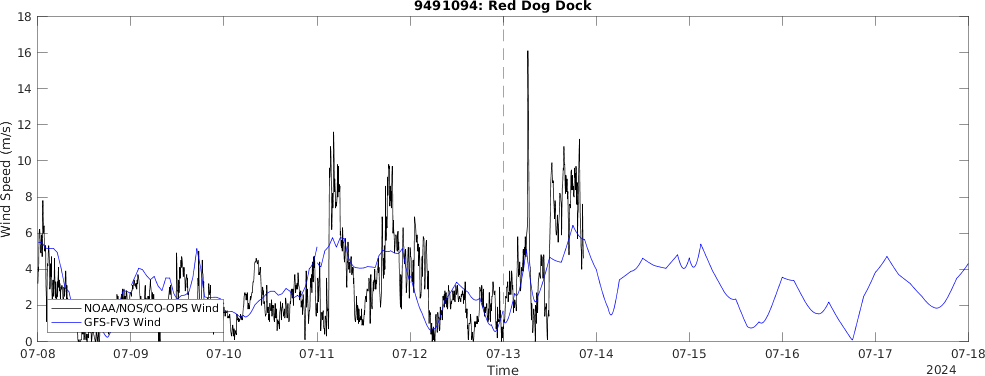 9491094: Red Dog Dock
Wind Speed (m/s)
18
16
14
12
10
8
6
4
2
0
NOAA/NOS/CO-OPS Wind
GFS-FV3 Wind
07-08 07-09 07-10 07-11 07-12 07-13 07-14 07-15 07-16 07-17 07-18
Time
2024